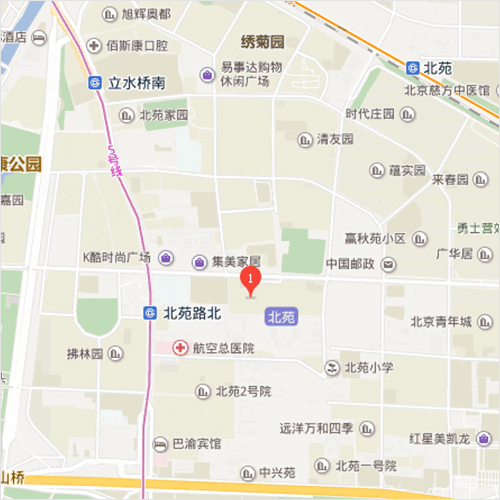 旭辉奥都
酒店
佰斯康口腔
绣菊园
易事达购物
休闲广场
北苑
立水桥南
北京慈方中医馆
北苑家园
时代庄园
清友园
5号线
康公园
蕴实园
来春园
嘉园
勇士营郊
赢秋苑小区
广华居
K酷时尚广场
集美家居
中国邮政
1
北苑路北
北苑
北京青年城
拂林园
航空总医院
北苑小学
头
北苑2号院
远洋万和四季
巴渝宾馆
红星美凯龙
山桥
中兴苑
北苑一号院